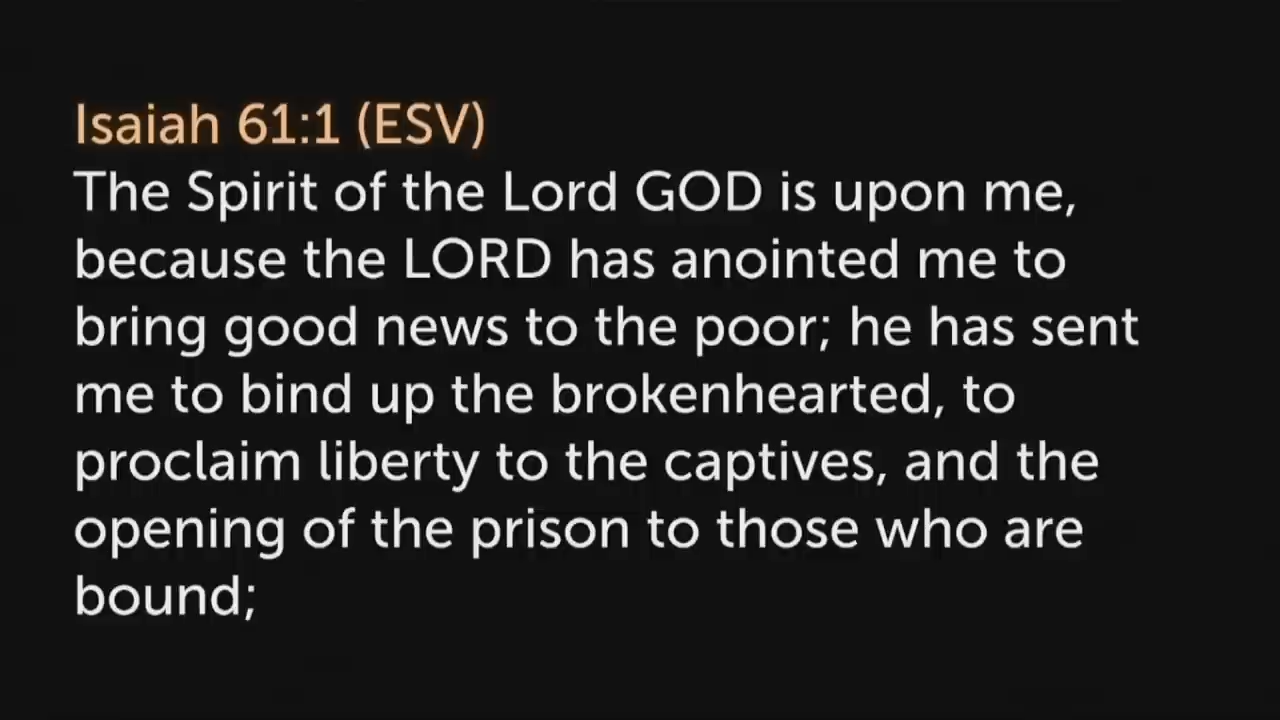 Isaiah 61:1 (ESV)
The Spirit of the Lord GOD is upon me,
because the LORD has anointed me to
bring good news to the poor; he has sent
me to bind up the brokenhearted, to
proclaim liberty to the captives, and the
opening of the prison to those who are
bound;